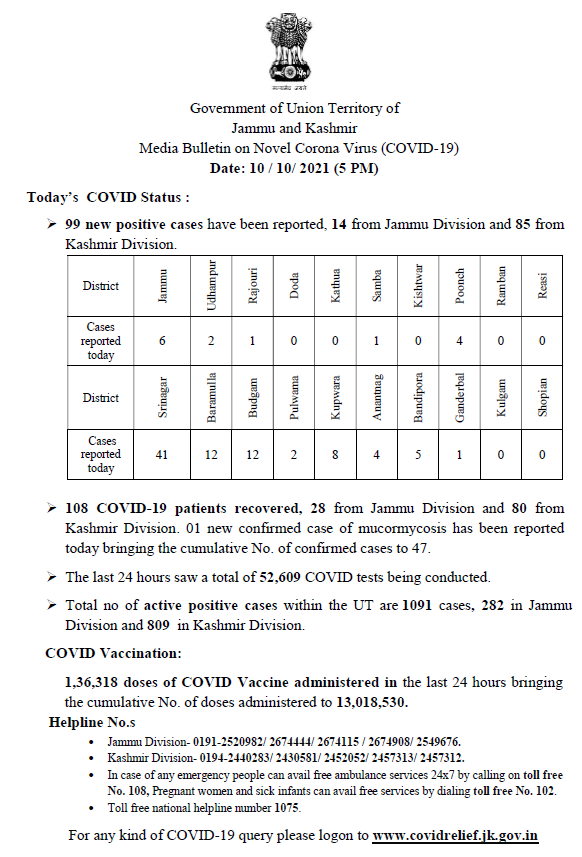 सत्यमेव जयते
Government of Union Territory of
Jammu and Kashmir
Media Bulletin on Novel Corona Virus (COVID-19)
Date: 10 / 10/ 2021 (5 PM)
Today's COVID Status :
➢ 99 new positive cases have been reported, 14 from Jammu Division and 85 from
Kashmir Division.
District Jammu Udhampur Rajouri Doda Kathua Samba Kishtwar Poonch Ramban Reasi
Cases
reported
today 6 2 1 0 0 1 0 4 0 0
District Srinagar Baramulla Budgam Pulwama Kupwara Anantnag Bandipora Ganderbal Kulgam Shopian
Cases
reported
today 41 12 12 2 8 4 5 1 0 0
➢ 108 COVID-19 patients recovered, 28 from Jammu Division and 80 from
Kashmir Division. 01 new confirmed case of mucormycosis has been reported
today bringing the cumulative No. of confirmed cases to 47.
➢ The last 24 hours saw a total of 52,609 COVID tests being conducted.
➢ Total no of active positive cases within the UT are 1091 cases, 282 in Jammu
Division and 809 in Kashmir Division.
COVID Vaccination:
1,36,318 doses of COVID Vaccine administered in the last 24 hours bringing
the cumulative No. of doses administered to 13,018,530.
Helpline No.s
• Jammu Division- 0191-2520982/ 2674444/ 2674115 / 2674908/ 2549676.
• Kashmir Division- 0194-2440283/ 2430581/ 2452052/ 2457313/ 2457312.
• In case of any emergency people can avail free ambulance services 24x7 by calling on toll free
No. 108, Pregnant women and sick infants can avail free services by dialing toll free No. 102.
• Toll free national helpline number 1075.
For any kind of COVID-19 query please logon to www.covidrelief.jk.gov.in